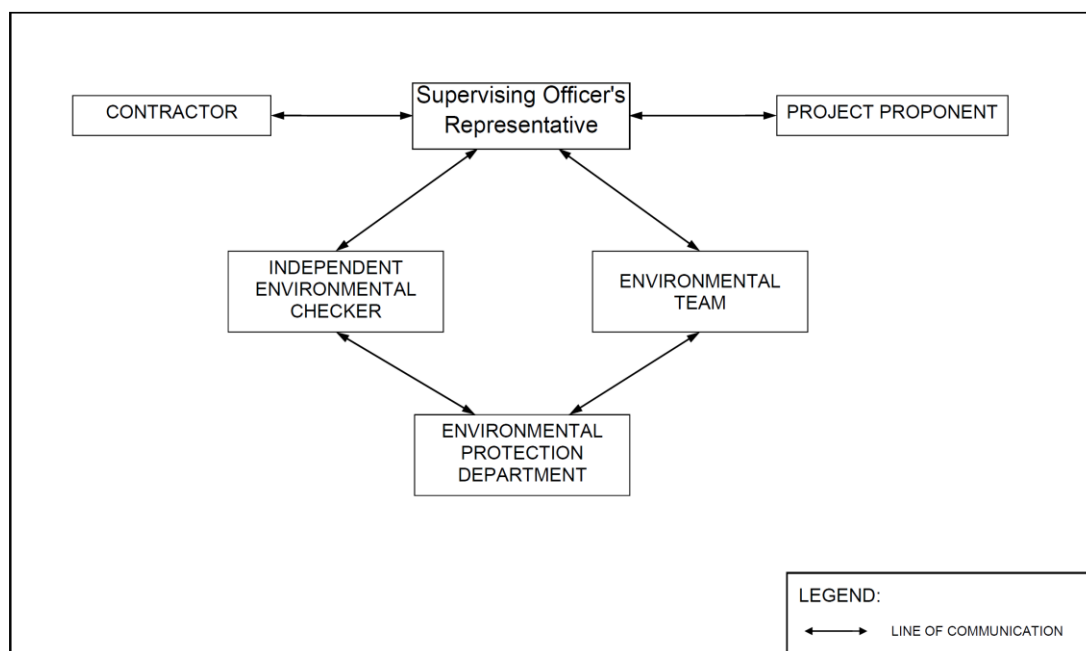 CONTRACTOR
Supervising Officer's
Representative
PROJECT PROPONENT
INDEPENDENT
ENVIRONMENTAL
CHECKER
ENVIRONMENTAL
TEAM
ENVIRONMENTAL
PROTECTION
DEPARTMENT
LEGEND:
LINE OF COMMUNICATION